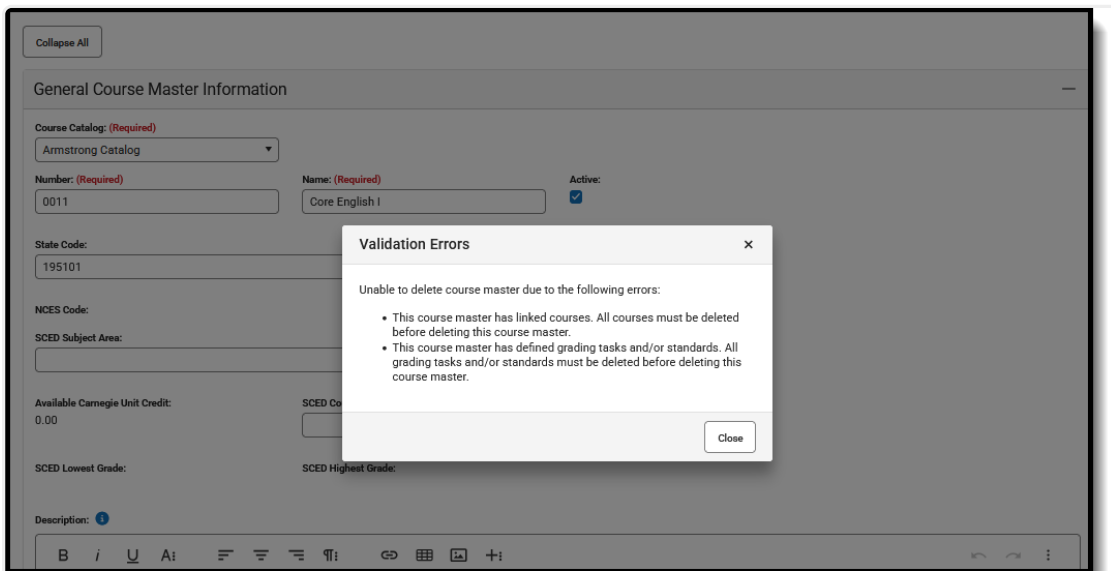 Collapse All
General Course Master Information
Course Catalog: (Required)
Armstrong Catalog
Number: (Required)
Name: (Required)
Active:
0011
Core English I
State Code:
195101
Validation Errors
Unable to delete course master due to the following errors:
• This course master has linked courses. All courses must be deleted
before deleting this course master.
• This course master has defined grading tasks and/or standards. All
grading tasks and/or standards must be deleted before deleting this
course master.
Close
NCES Code:
SCED Subject Area:
Available Carnegie Unit Credit:
SCED Co
0.00
SCED Lowest Grade:
SCED Highest Grade:
Description:
B i U A